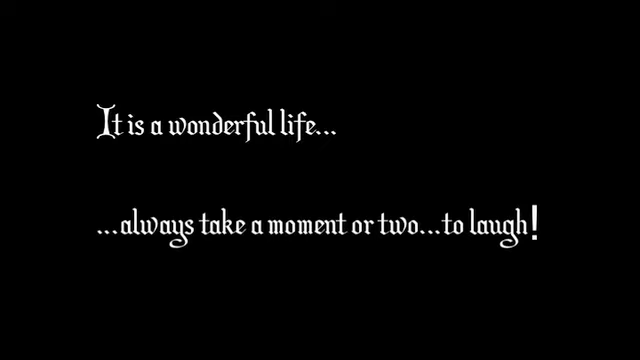 It is a wonderful life...
...always take a moment or two...to laugh!